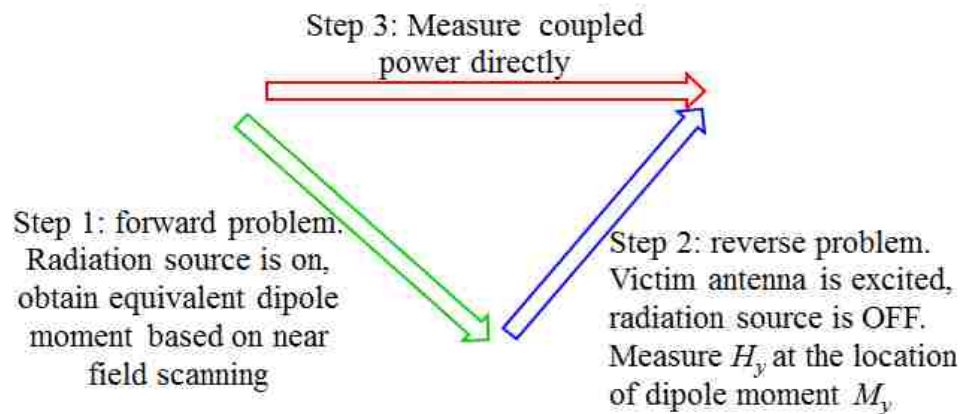 Step 3: Measure coupled
power directly
Step 1: forward problem.
Radiation source is on,
obtain equivalent dipole
moment based on near
field scanning
Step 2: reverse problem.
Victim antenna is excited,
radiation source is OFF.
Measure Hy at the location
of dipole moment My